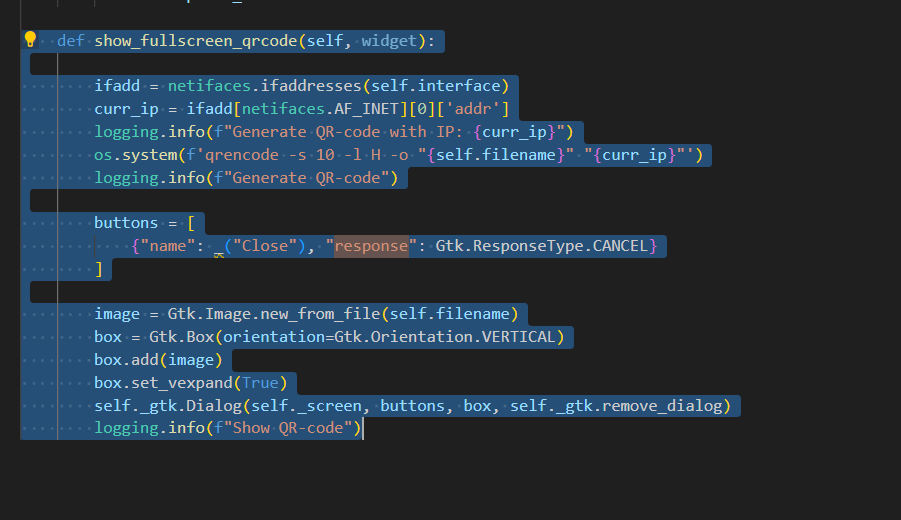 def show_fullscreen_qrcode(self, widget):
ifadd = netifaces.ifaddresses(self.interface)
curr_ip = ifadd[netifaces.AF_INET][0]['addr']
logging.info(f"Generate QR-code with IP: {curr_ip}")
os.system(f'qrencode -s 10 -l H -o "{self.filename}" "{curr_ip}"')
logging.info(f"Generate QR-code")
buttons = [
{"name": _("Close"), "response": Gtk.ResponseType.CANCEL}
]
image = Gtk.Image.new_from_file(self.filename)
box = Gtk.Box(orientation=Gtk.Orientation.VERTICAL)
box.add(image)
box.set_vexpand(True)
self._gtk.Dialog(self._screen, buttons, box, self._gtk.remove_dialog)
logging.info(f"Show QR-code")